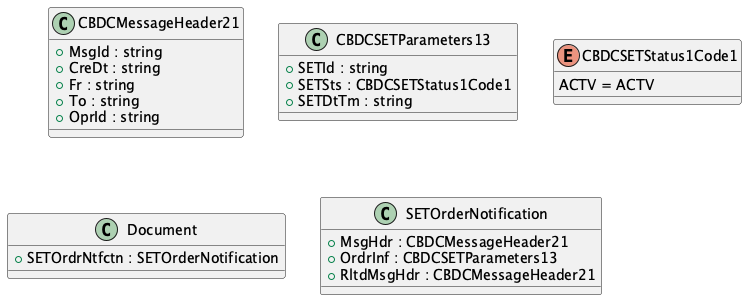 C CBDCMessageHeader21
MsgId : string
CreDt : string
Fr : string
To : string
OprId : string
C CBDCSETParameters13
SETId : string
SETSts : CBDCSETStatus1Code1
SETDtTm : string
E CBDCSETStatus1Code1
ACTV = ACTV
C Document
SETOrdrNtfctn : SETOrderNotification
C SETOrderNotification
MsgHdr : CBDCMessageHeader21
OrdrInf : CBDCSETParameters13
RltdMsgHdr : CBDCMessageHeader21